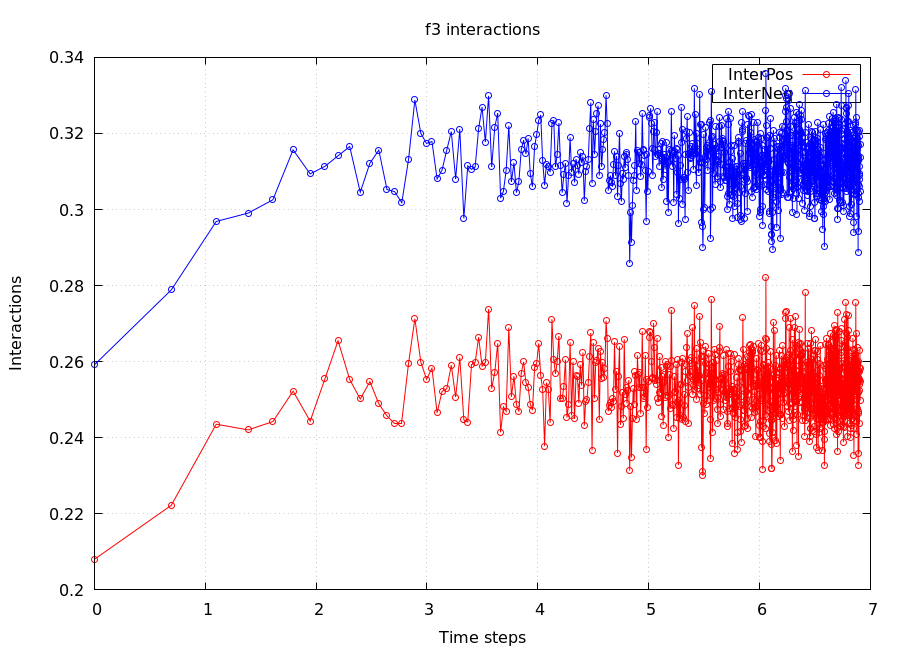 f3 interactions
0.34
0.32
0.3
0.28
0.26
0.24
0.22
0.2
0 1 2 3 4 5 6 7
Interactions
Time steps
InterPos
InterNeg